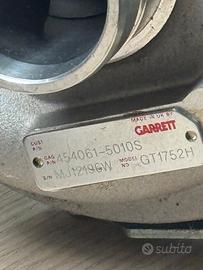 MADE IN UK BY
GARRETT
CUST
P/N
GAG
P/N
454061-5010S
S/N
MJ1219GW
MODEL
NO
GT1752H
subito